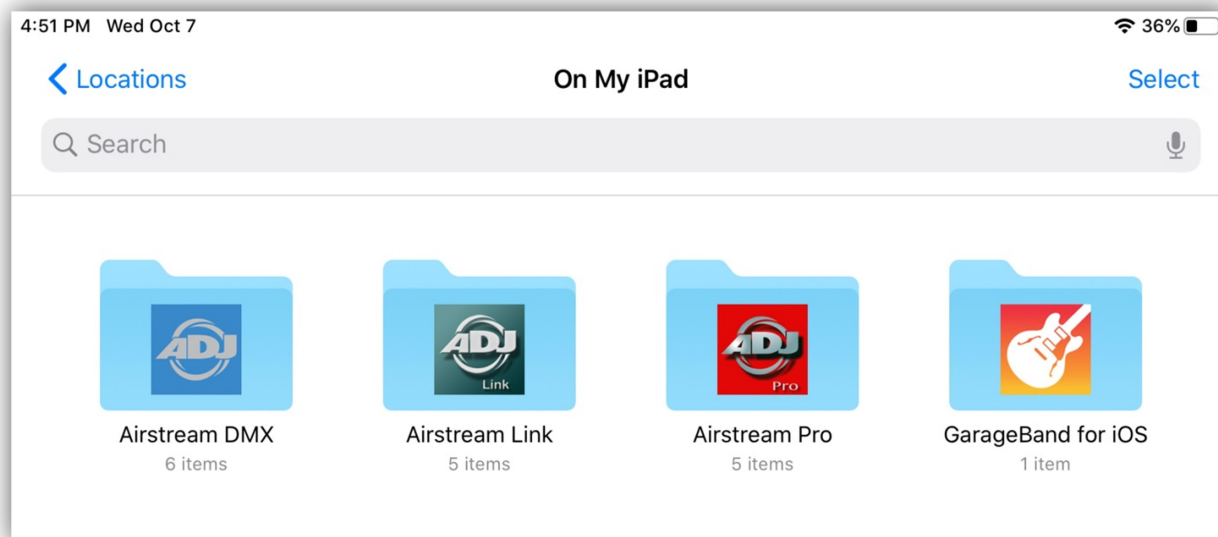 4:51 PM Wed Oct 7 36%
Locations On My iPad Select
Search
ADJ ADJ Link ADJ Pro
Airstream DMX Airstream Link Airstream Pro GarageBand for iOS
6 items 5 items 5 items 1 item